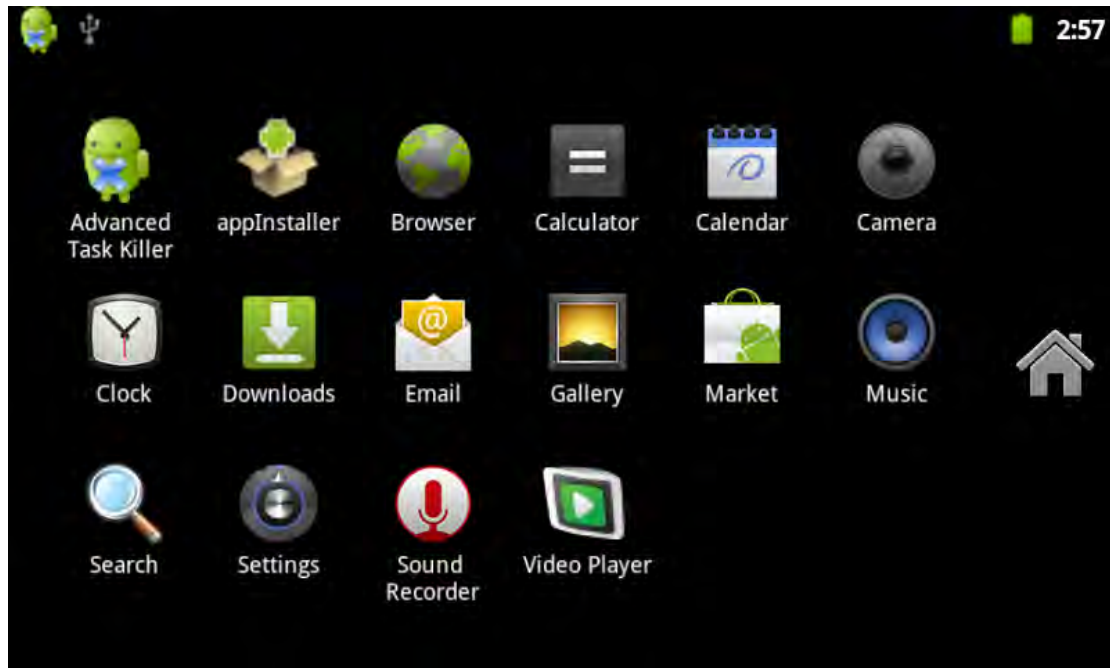 2:57
Advanced
Task Killer
appInstaller
Browser
Calculator
Calendar
Camera
Clock
Downloads
Email
Gallery
Market
Music
Search
Settings
Sound
Recorder
Video Player